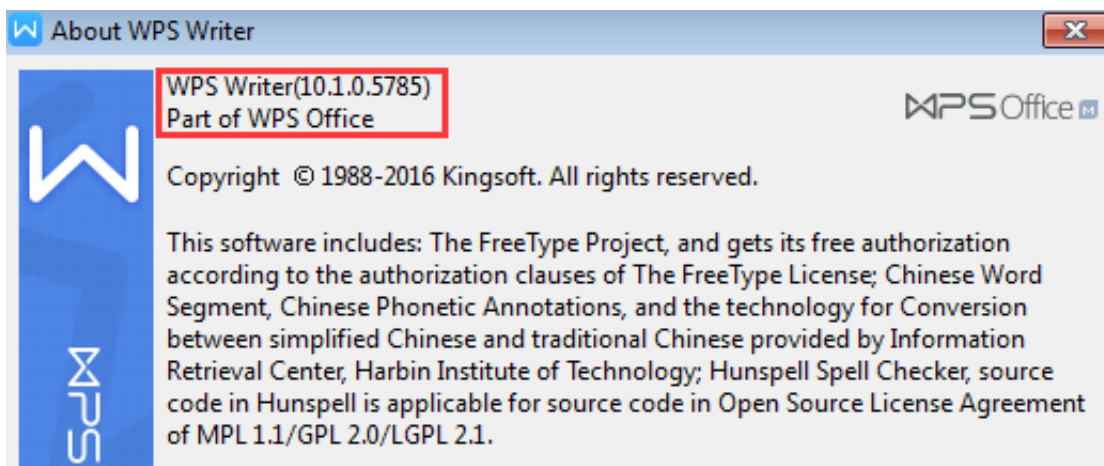 About WPS Writer
WPS Writer(10.1.0.5785)
Part of WPS Office
WPS Office
Copyright © 1988-2016 Kingsoft. All rights reserved.
This software includes: The FreeType Project, and gets its free authorization
according to the authorization clauses of The FreeType License; Chinese Word
Segment, Chinese Phonetic Annotations, and the technology for Conversion
between simplified Chinese and traditional Chinese provided by Information
Retrieval Center, Harbin Institute of Technology; Hunspell Spell Checker, source
code in Hunspell is applicable for source code in Open Source License Agreement
of MPL 1.1/GPL 2.0/LGPL 2.1.
WPS